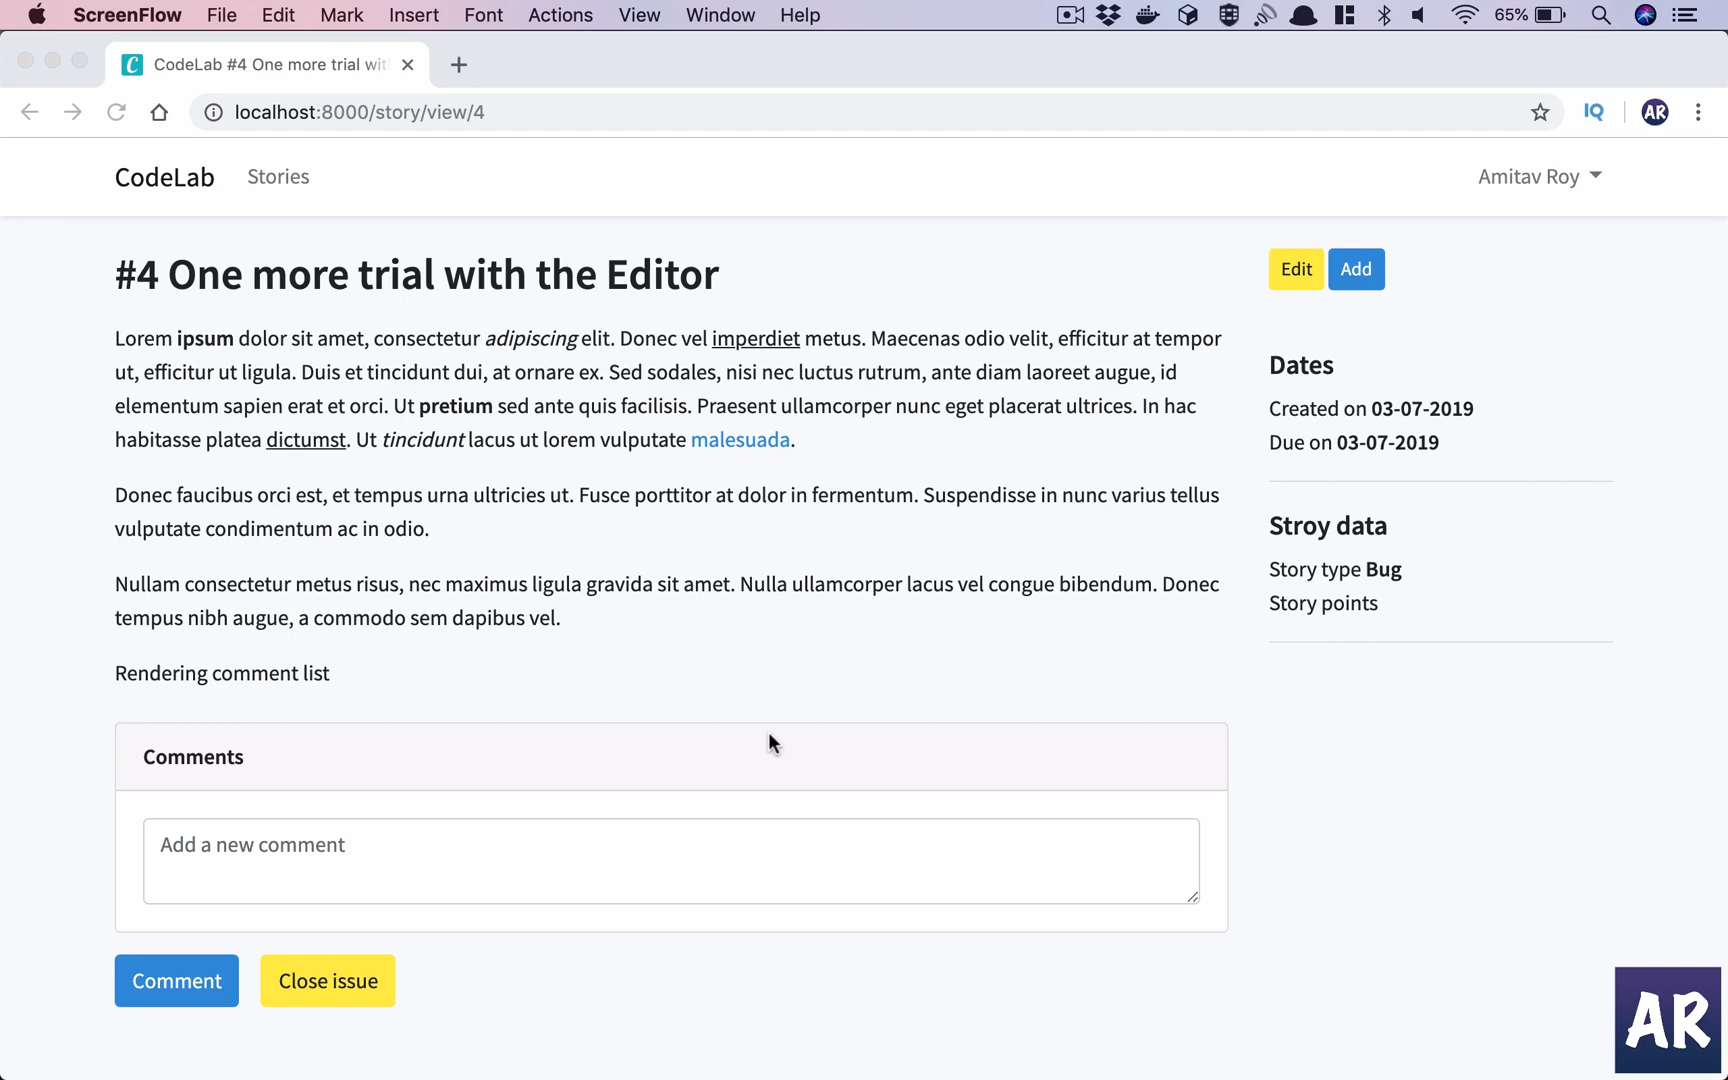 ScreenFlow File Edit Mark Insert Font Actions View Window Help 65%
CodeLab #4 One more trial wit
localhost:8000/story/view/4 IQ AR
CodeLab Stories Amitav Roy
#4 One more trial with the Editor
Edit Add
Lorem ipsum dolor sit amet, consectetur adipiscing elit. Donec vel imperdiet metus. Maecenas odio velit, efficitur at tempor
ut, efficitur ut ligula. Duis et tincidunt dui, at ornare ex. Sed sodales, nisi nec luctus rutrum, ante diam laoreet augue, id
elementum sapien erat et orci. Ut pretium sed ante quis facilisis. Praesent ullamcorper nunc eget placerat ultrices. In hac
habitasse platea dictumst. Ut tincidunt lacus ut lorem vulputate malesuada.
Donec faucibus orci est, et tempus urna ultricies ut. Fusce porttitor at dolor in fermentum. Suspendisse in nunc varius tellus
vulputate condimentum ac in odio.
Nullam consectetur metus risus, nec maximus ligula gravida sit amet. Nulla ullamcorper lacus vel congue bibendum. Donec
tempus nibh augue, a commodo sem dapibus vel.
Rendering comment list
Comments
Add a new comment
Comment Close issue
Dates
Created on 03-07-2019
Due on 03-07-2019
Stroy data
Story type Bug
Story points
AR